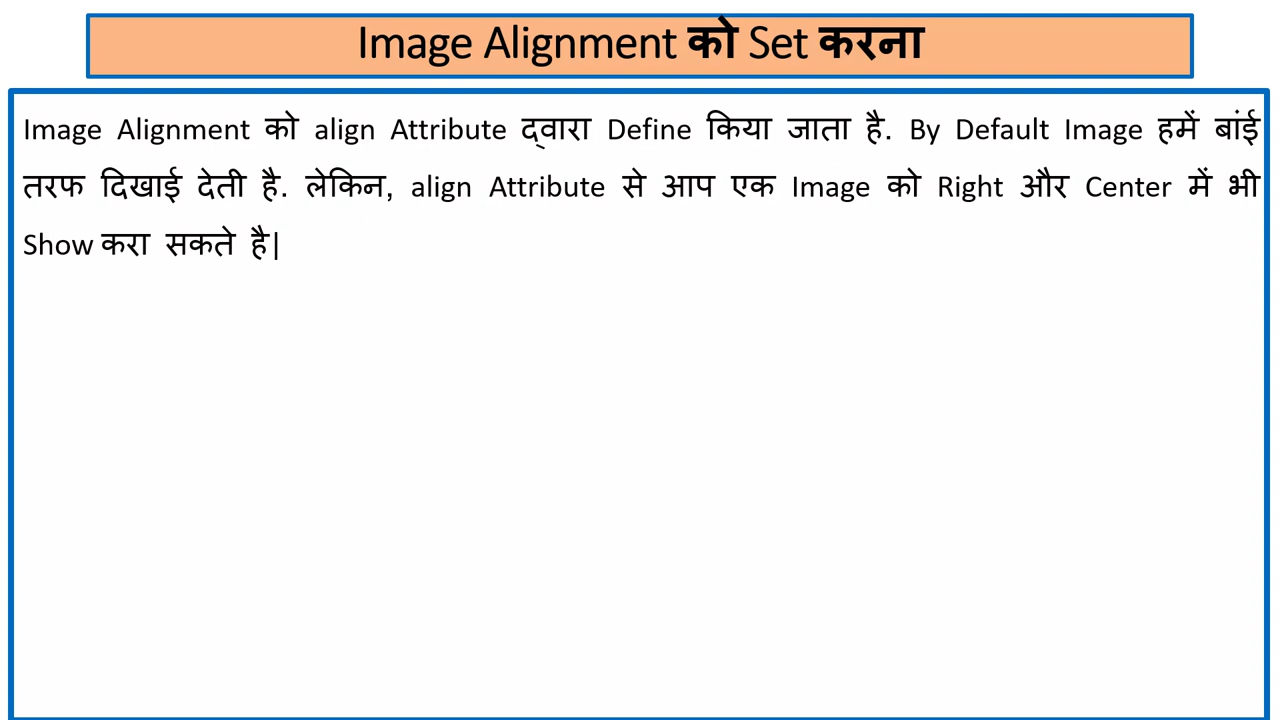 Image Alignment को Set करना
Image Alignment को align Attribute द्वारा Define किया जाता है. By Default Image हमें बांई
तरफ दिखाई देती है. लेकिन, align Attribute से आप एक Image को Right और Center में भी
Show करा सकते है|